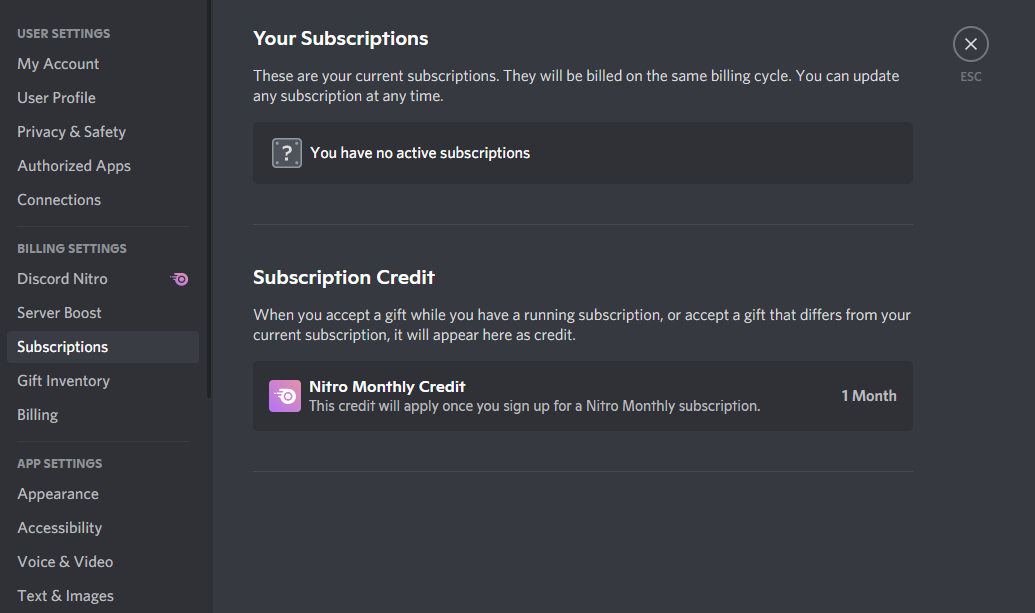 USER SETTINGS
My Account
User Profile
Privacy & Safety
Authorized Apps
Connections
BILLING SETTINGS
Discord Nitro
Server Boost
Subscriptions
Gift Inventory
Billing
APP SETTINGS
Appearance
Accessibility
Voice & Video
Text & Images
Your Subscriptions
These are your current subscriptions. They will be billed on the same billing cycle. You can update
any subscription at any time.
? You have no active subscriptions
Subscription Credit
When you accept a gift while you have a running subscription, or accept a gift that differs from your
current subscription, it will appear here as credit.
Nitro Monthly Credit
This credit will apply once you sign up for a Nitro Monthly subscription.
1 Month
ESC